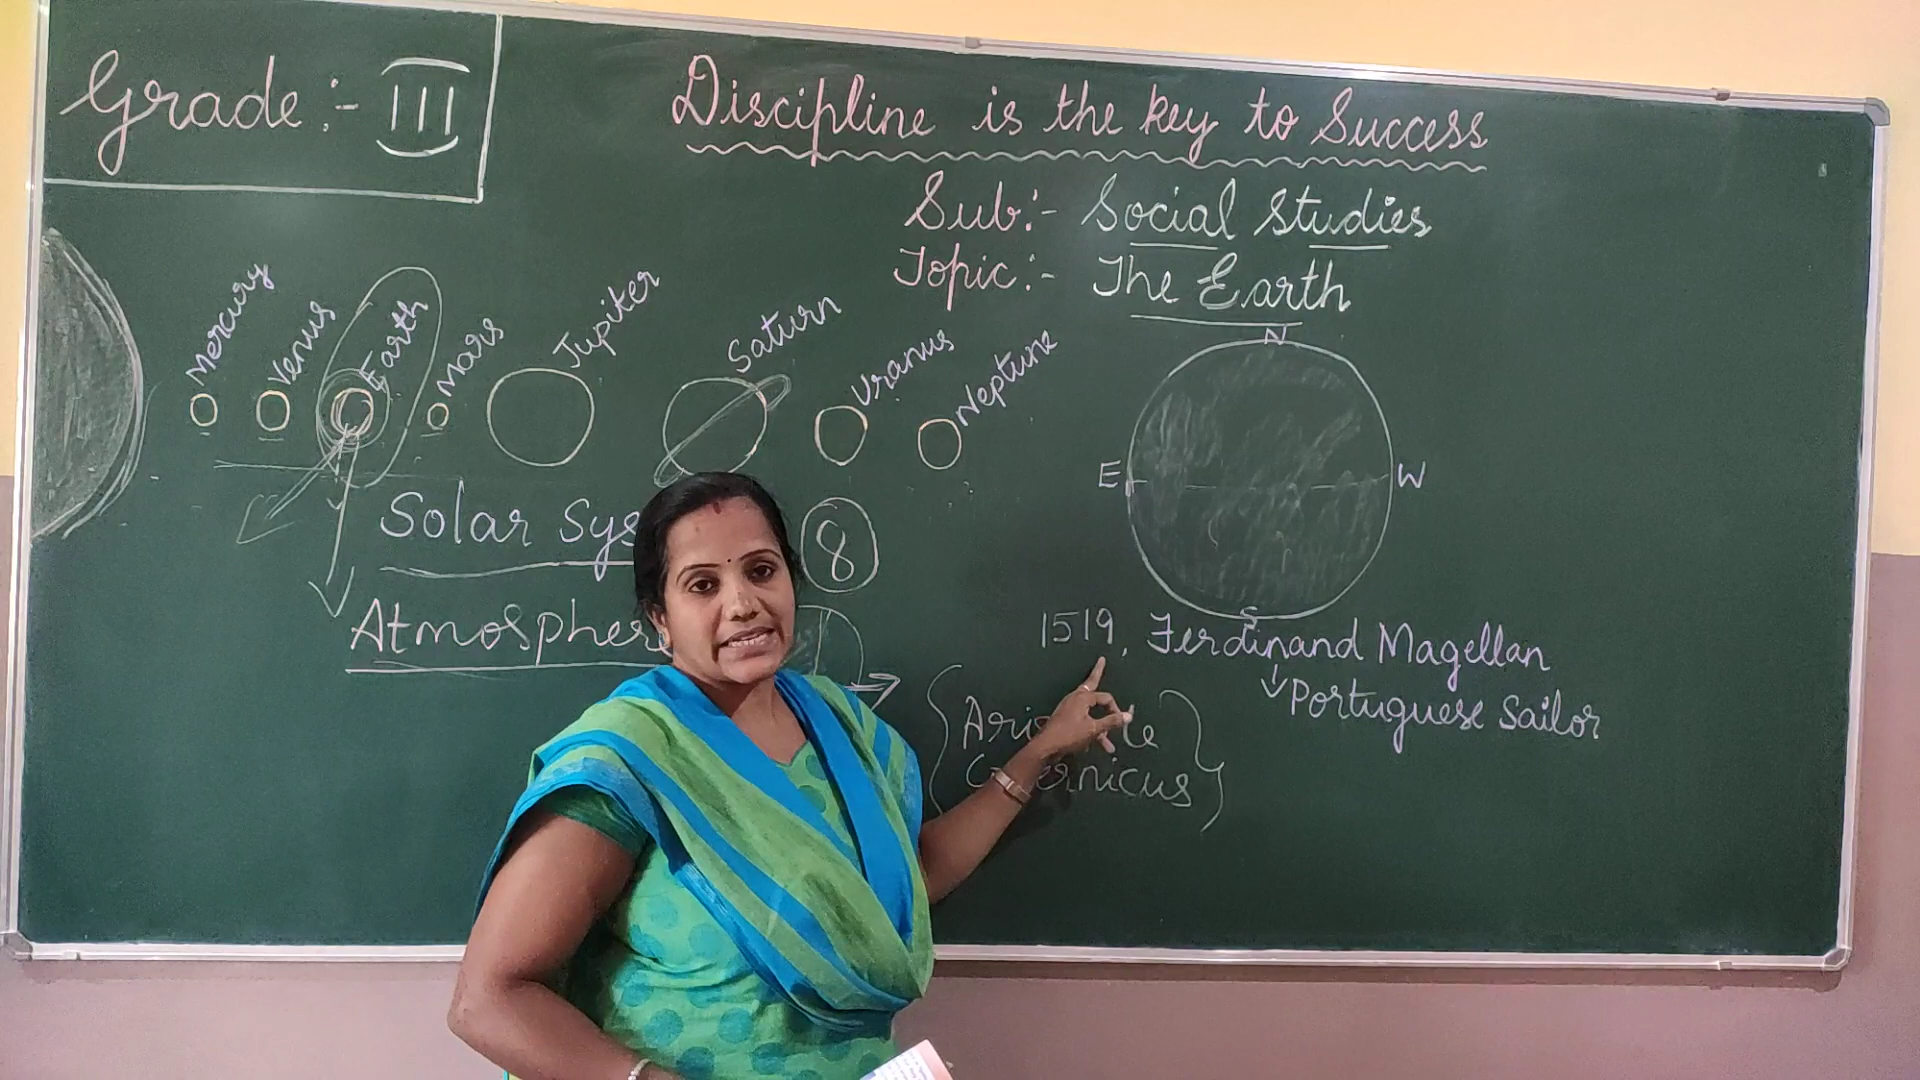 Grade :- III
Discipline is the key to Success
Sub :- Social Studies
Topic :- The Earth
Mercury
Venus
Earth
Mars
Jupiter
Saturn
Uranus
Neptune
N
E
W
S
Solar Sys
8
Atmospher
1519, Ferdinand Magellan
Portuguese Sailor